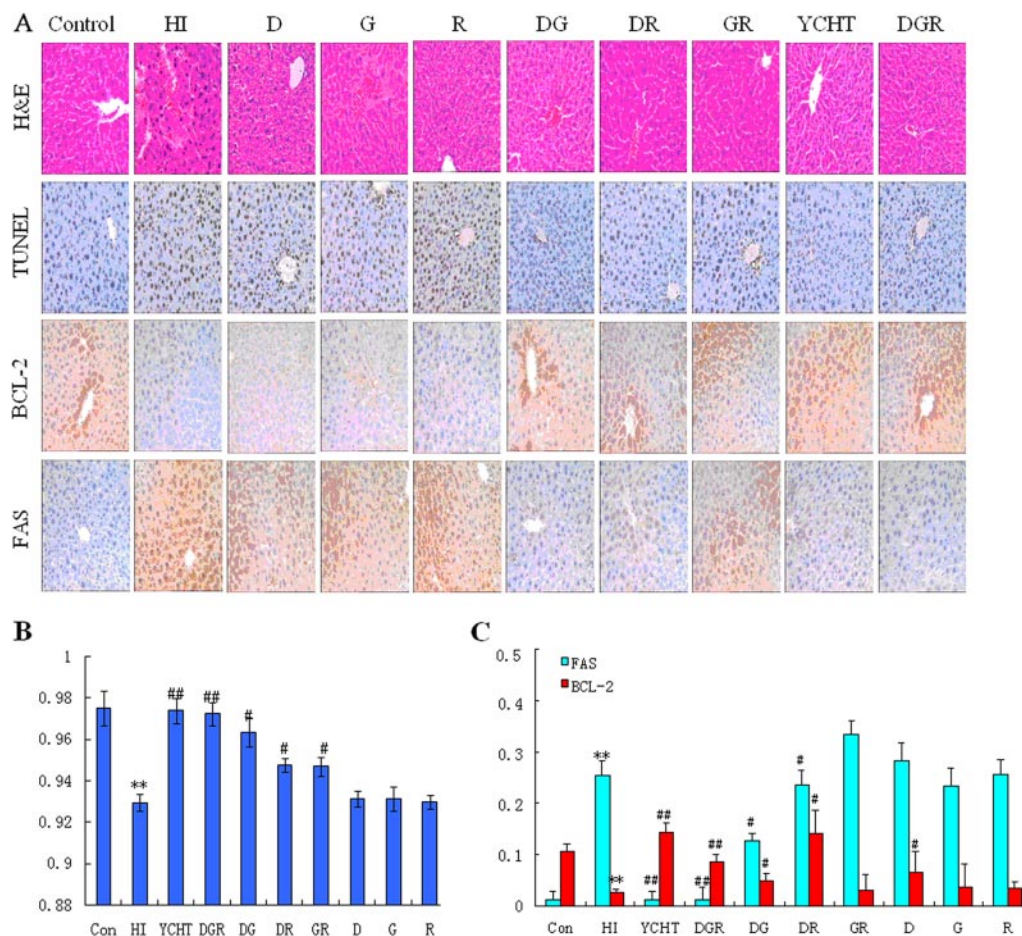 A Control HI D G R DG DR GR YCHT DGR
H&E
TUNEL
BCL-2
FAS
B
1
0.98
0.96
0.94
0.92
0.9
0.88
** ## ## # # #
Con HI YCHT DGR DG DR GR D G R
C
0.5
0.4
0.3
0.2
0.1
0
FAS
BCL-2
** ** ## ## ## ## # # # # #
Con HI YCHT DGR DG DR GR D G R